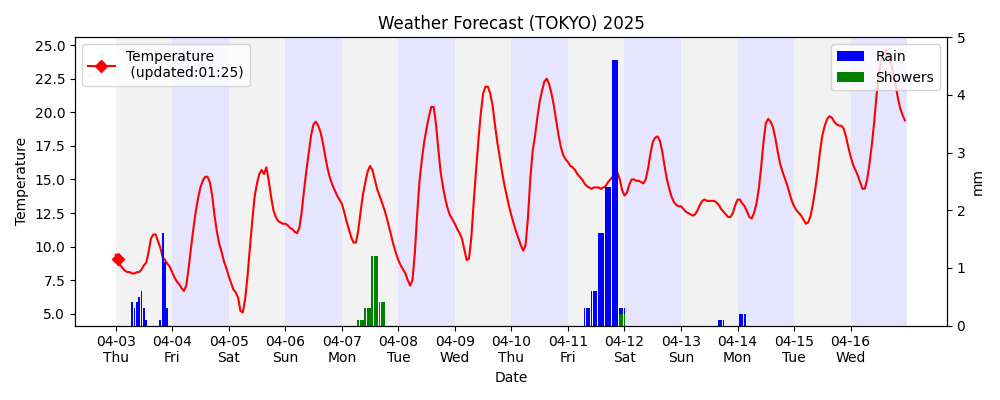 Weather Forecast (TOKYO) 2025
Temperature
(updated:01:25)
Rain
Showers
Temperature
25.0
22.5
20.0
17.5
15.0
12.5
10.0
7.5
5.0
5
4
3
2
1
0
mm
04-03 04-04 04-05 04-06 04-07 04-08 04-09 04-10 04-11 04-12 04-13 04-14 04-15 04-16
Thu Fri Sat Sun Mon Tue Wed Thu Fri Sat Sun Mon Tue Wed
Date